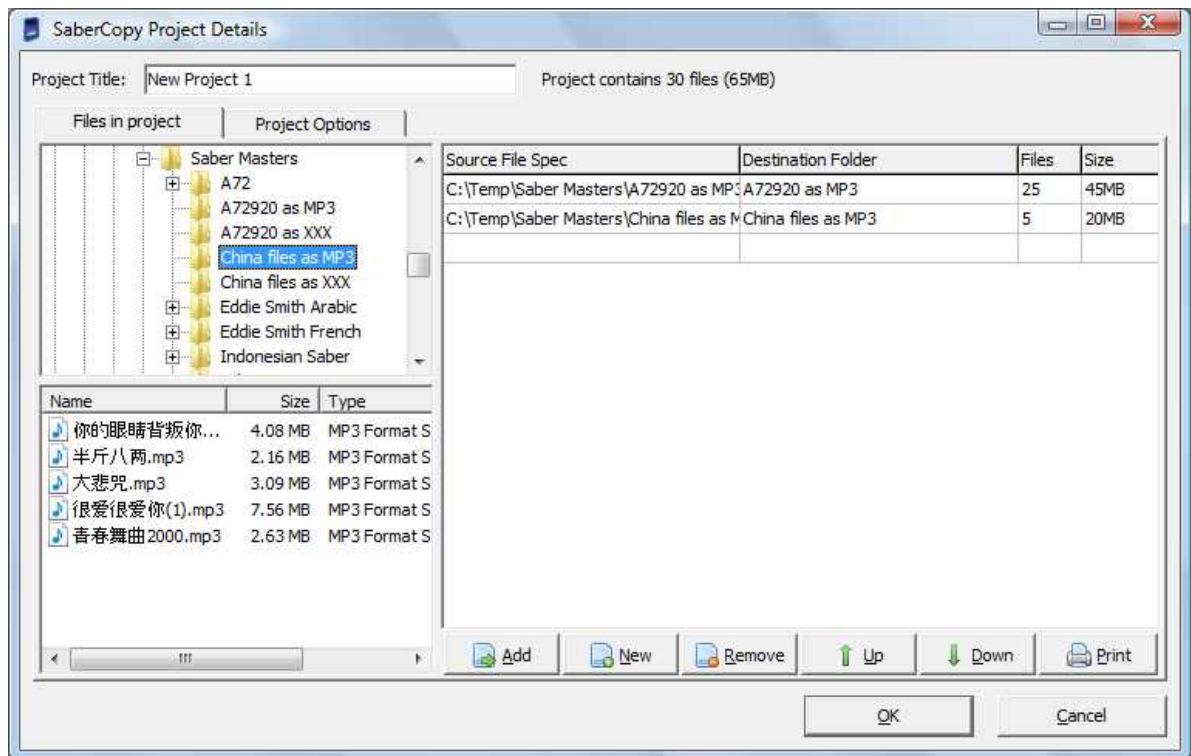 SaberCopy Project Details
Project Title: New Project 1 Project contains 30 files (65MB)
Files in project Project Options
Saber Masters
A72
A72920 as MP3
A72920 as XXX
China files as MP3
China files as XXX
Eddie Smith Arabic
Eddie Smith French
Indonesian Saber
Name Size Type
你的眼睛背叛你... 4.08 MB MP3 Format S
半斤八两.mp3 2.16 MB MP3 Format S
大悲咒.mp3 3.09 MB MP3 Format S
很爱很爱你(1).mp3 7.56 MB MP3 Format S
青春舞曲2000.mp3 2.63 MB MP3 Format S
Source File Spec Destination Folder Files Size
C:\Temp\Saber Masters\A72920 as MP3 A72920 as MP3 25 45MB
C:\Temp\Saber Masters\China files as M China files as MP3 5 20MB
Add New Remove Up Down Print
OK Cancel